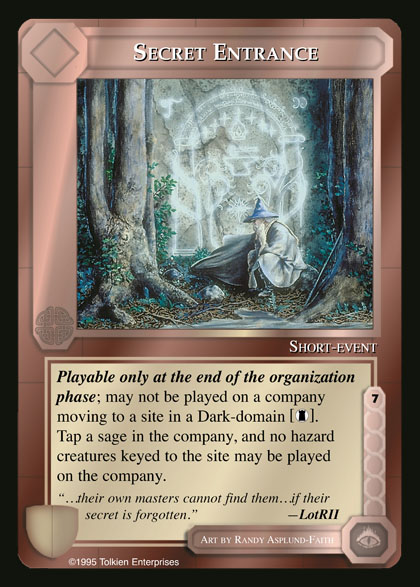 Secret Entrance
Short-event
Playable only at the end of the organization
phase; may not be played on a company
moving to a site in a Dark-domain [].
Tap a sage in the company, and no hazard
creatures keyed to the site may be played
on the company.
“…their own masters cannot find them…if their
secret is forgotten.” —LotRII
7
Art by Randy Asplund-Faith
©1995 Tolkien Enterprises